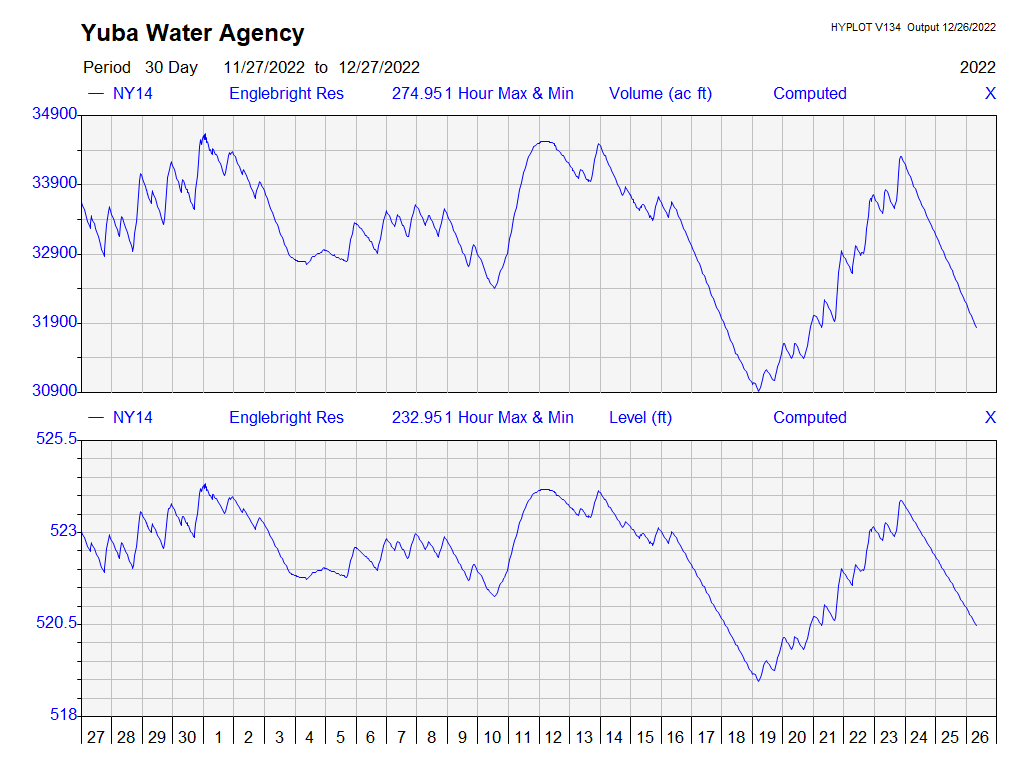 Yuba Water Agency
HYPLOT V134 Output 12/26/2022
Period 30 Day 11/27/2022 to 12/27/2022 2022
NY14 Englebright Res 274.951 Hour Max & Min Volume (ac ft) Computed X
34900
33900
32900
31900
30900
NY14 Englebright Res 232.951 Hour Max & Min Level (ft) Computed X
525.5
523
520.5
518
27 28 29 30 1 2 3 4 5 6 7 8 9 10 11 12 13 14 15 16 17 18 19 20 21 22 23 24 25 26